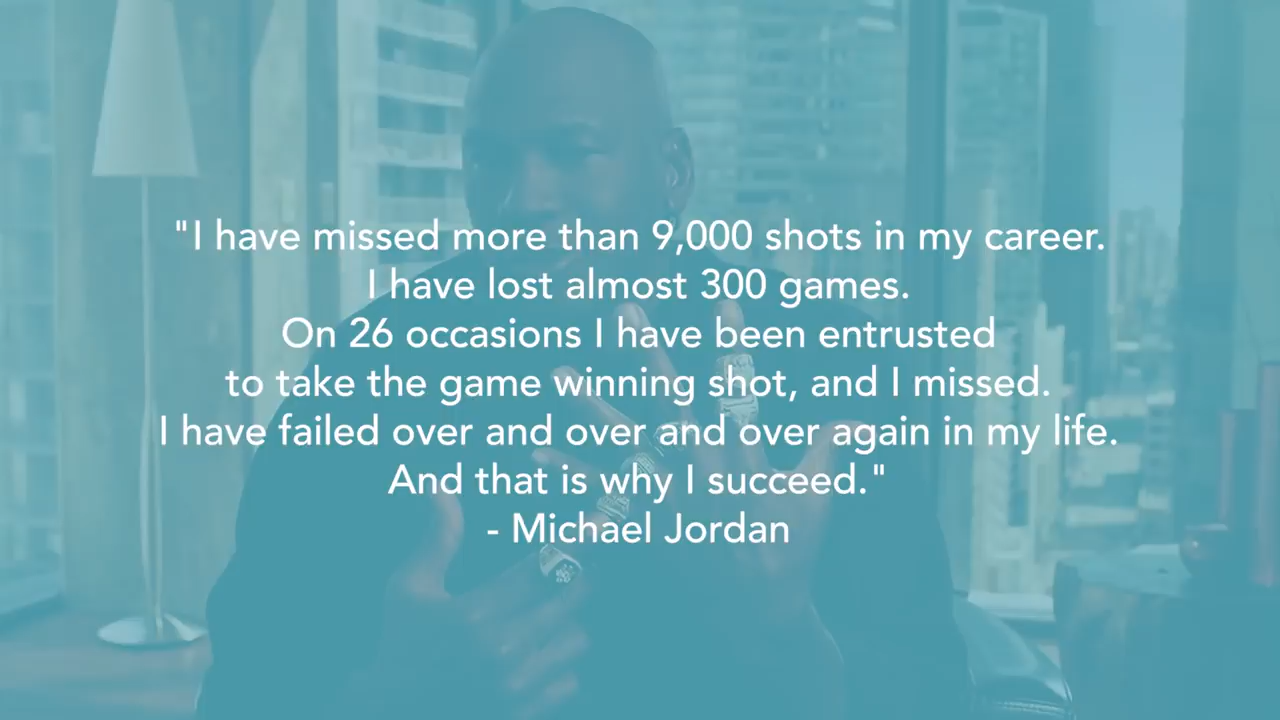 "I have missed more than 9,000 shots in my career.
I have lost almost 300 games.
On 26 occasions I have been entrusted
to take the game winning shot, and I missed.
I have failed over and over and over again in my life.
And that is why I succeed."
- Michael Jordan